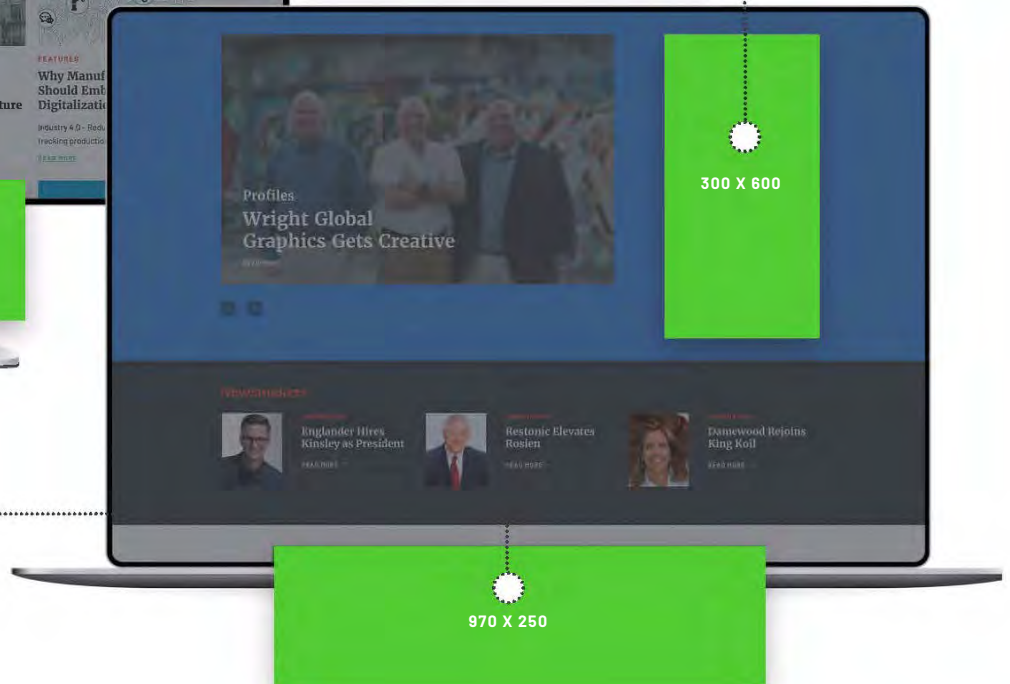 FEATURES
Why Manuf
Should Emb
Digitalizatio
ture
Industry 4.0 - Redu
tracking productio
READ MORE
Profiles
Wright Global
Graphics Gets Creative
300 X 600
Englander Hires
Kinsley as President
READ MORE
Restonic Elevates
Rosien
READ MORE
Damewood Rejoins
King Koil
READ MORE
970 X 250